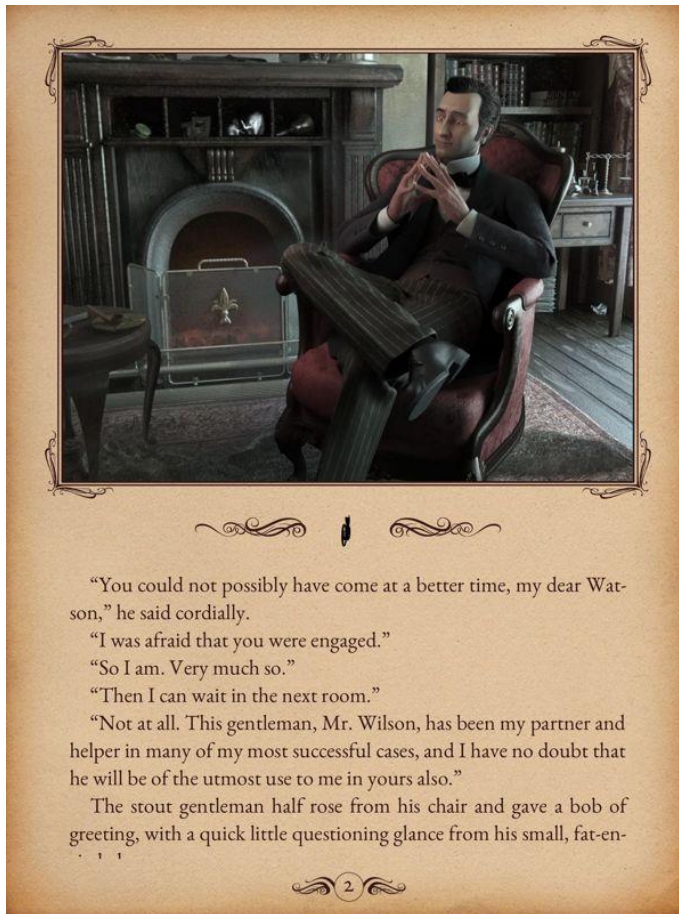 “You could not possibly have come at a better time, my dear Wat-
son,” he said cordially.
“I was afraid that you were engaged.”
“So I am. Very much so.”
“Then I can wait in the next room.”
“Not at all. This gentleman, Mr. Wilson, has been my partner and
helper in many of my most successful cases, and I have no doubt that
he will be of the utmost use to me in yours also.”
The stout gentleman half rose from his chair and gave a bob of
greeting, with a quick little questioning glance from his small, fat-en-
2